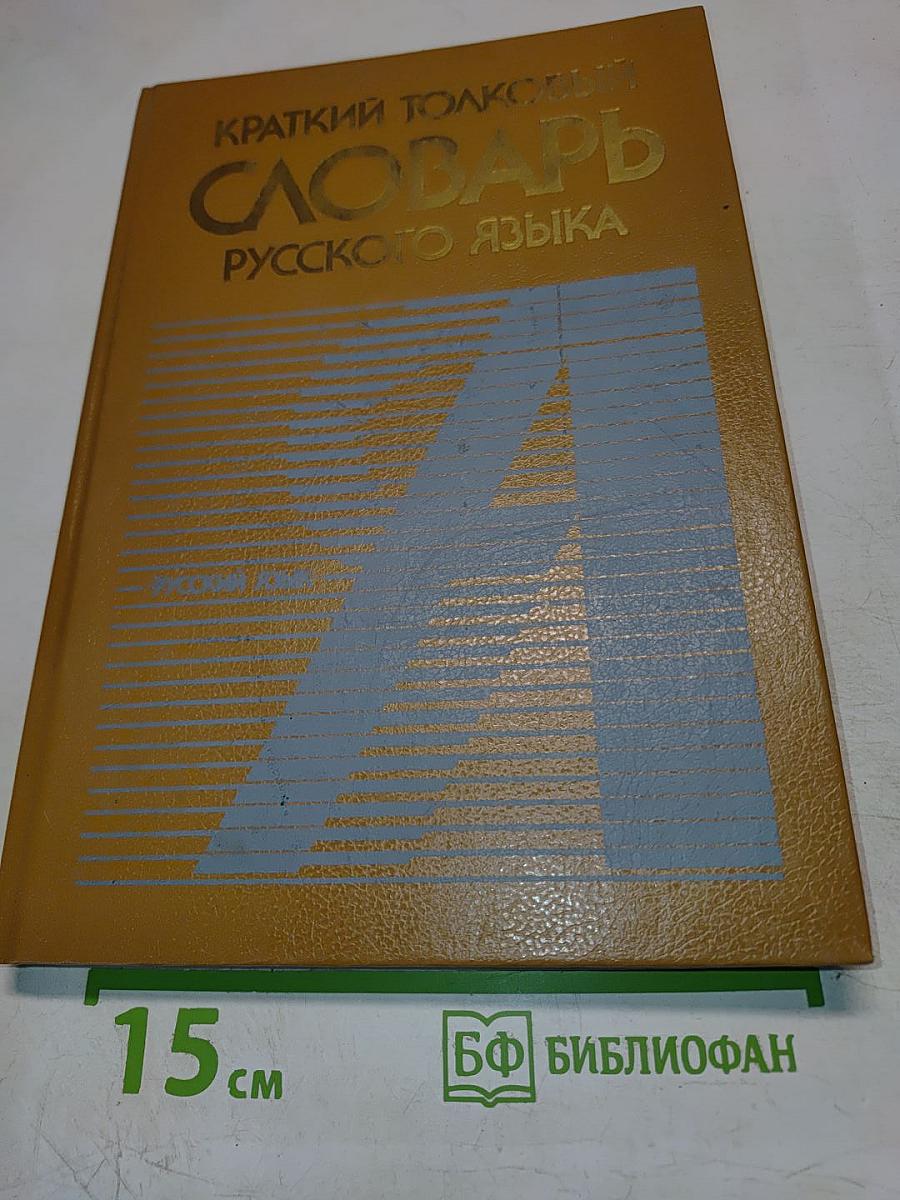 КРАТКИЙ ТОЛКОВЫЙ
СЛОВАРЬ
РУССКОГО ЯЗЫКА
РУССКИЙ ЯЗЫК
15 см
БФ БИБЛИОФАН